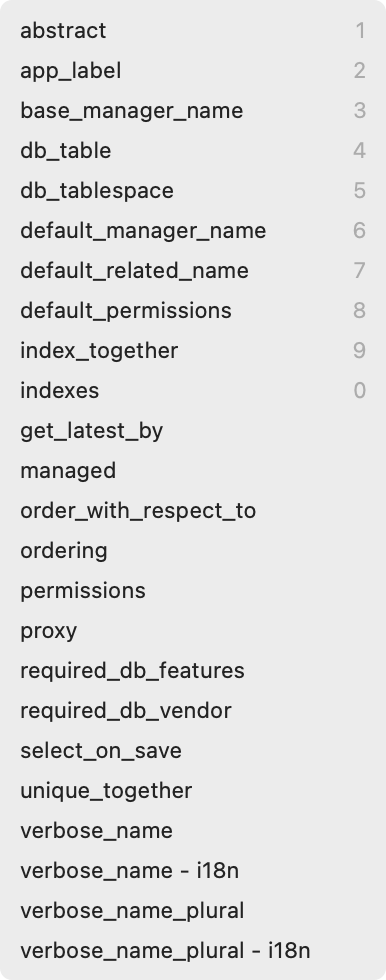 abstract 1
app_label 2
base_manager_name 3
db_table 4
db_tablespace 5
default_manager_name 6
default_related_name 7
default_permissions 8
index_together 9
indexes 0
get_latest_by
managed
order_with_respect_to
ordering
permissions
proxy
required_db_features
required_db_vendor
select_on_save
unique_together
verbose_name
verbose_name - i18n
verbose_name_plural
verbose_name_plural - i18n